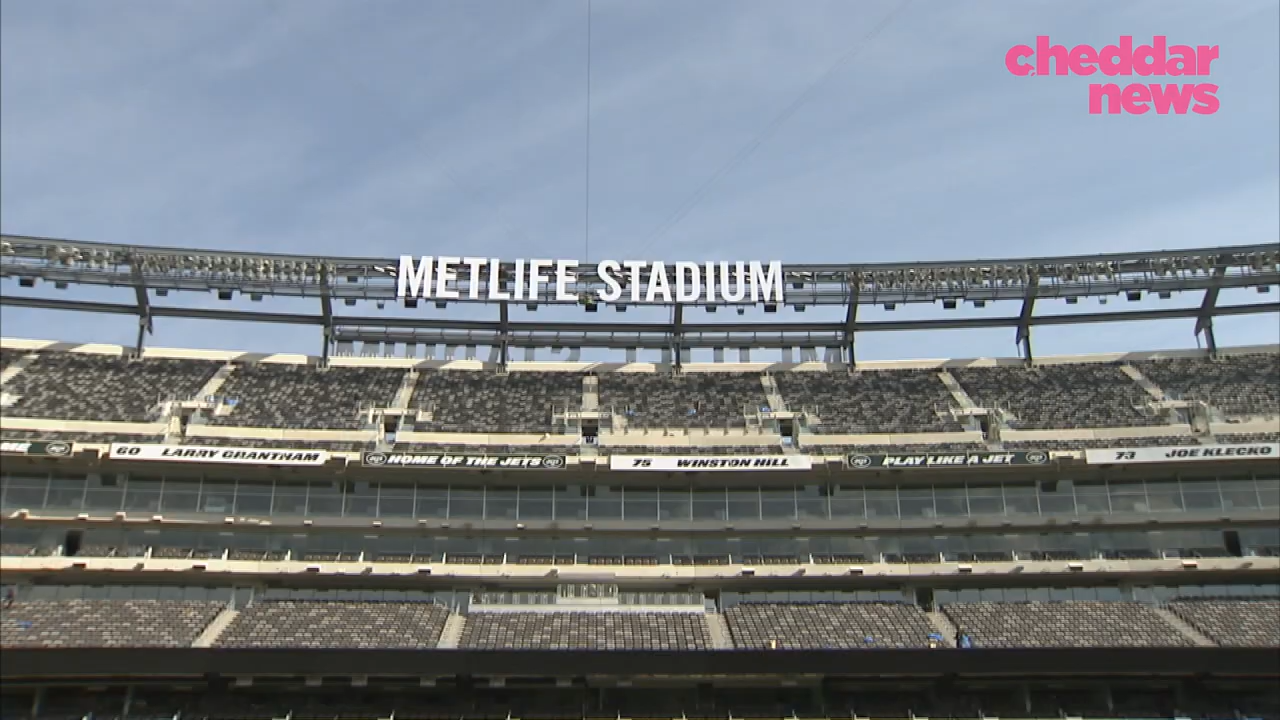 cheddar
news
METLIFE STADIUM
60 LARRY GRANTHAM
HOME OF THE JETS
75 WINSTON HILL
PLAY LIKE A JET
73 JOE KLECKO